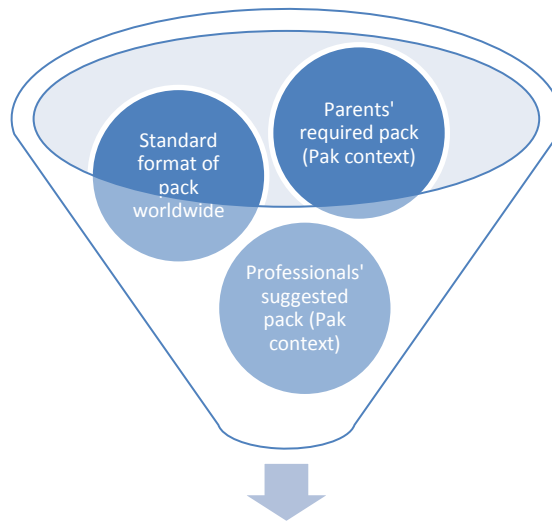 Standard
format of
pack
worldwide
Parents'
required pack
(Pak context)
Professionals'
suggested
pack (Pak
context)